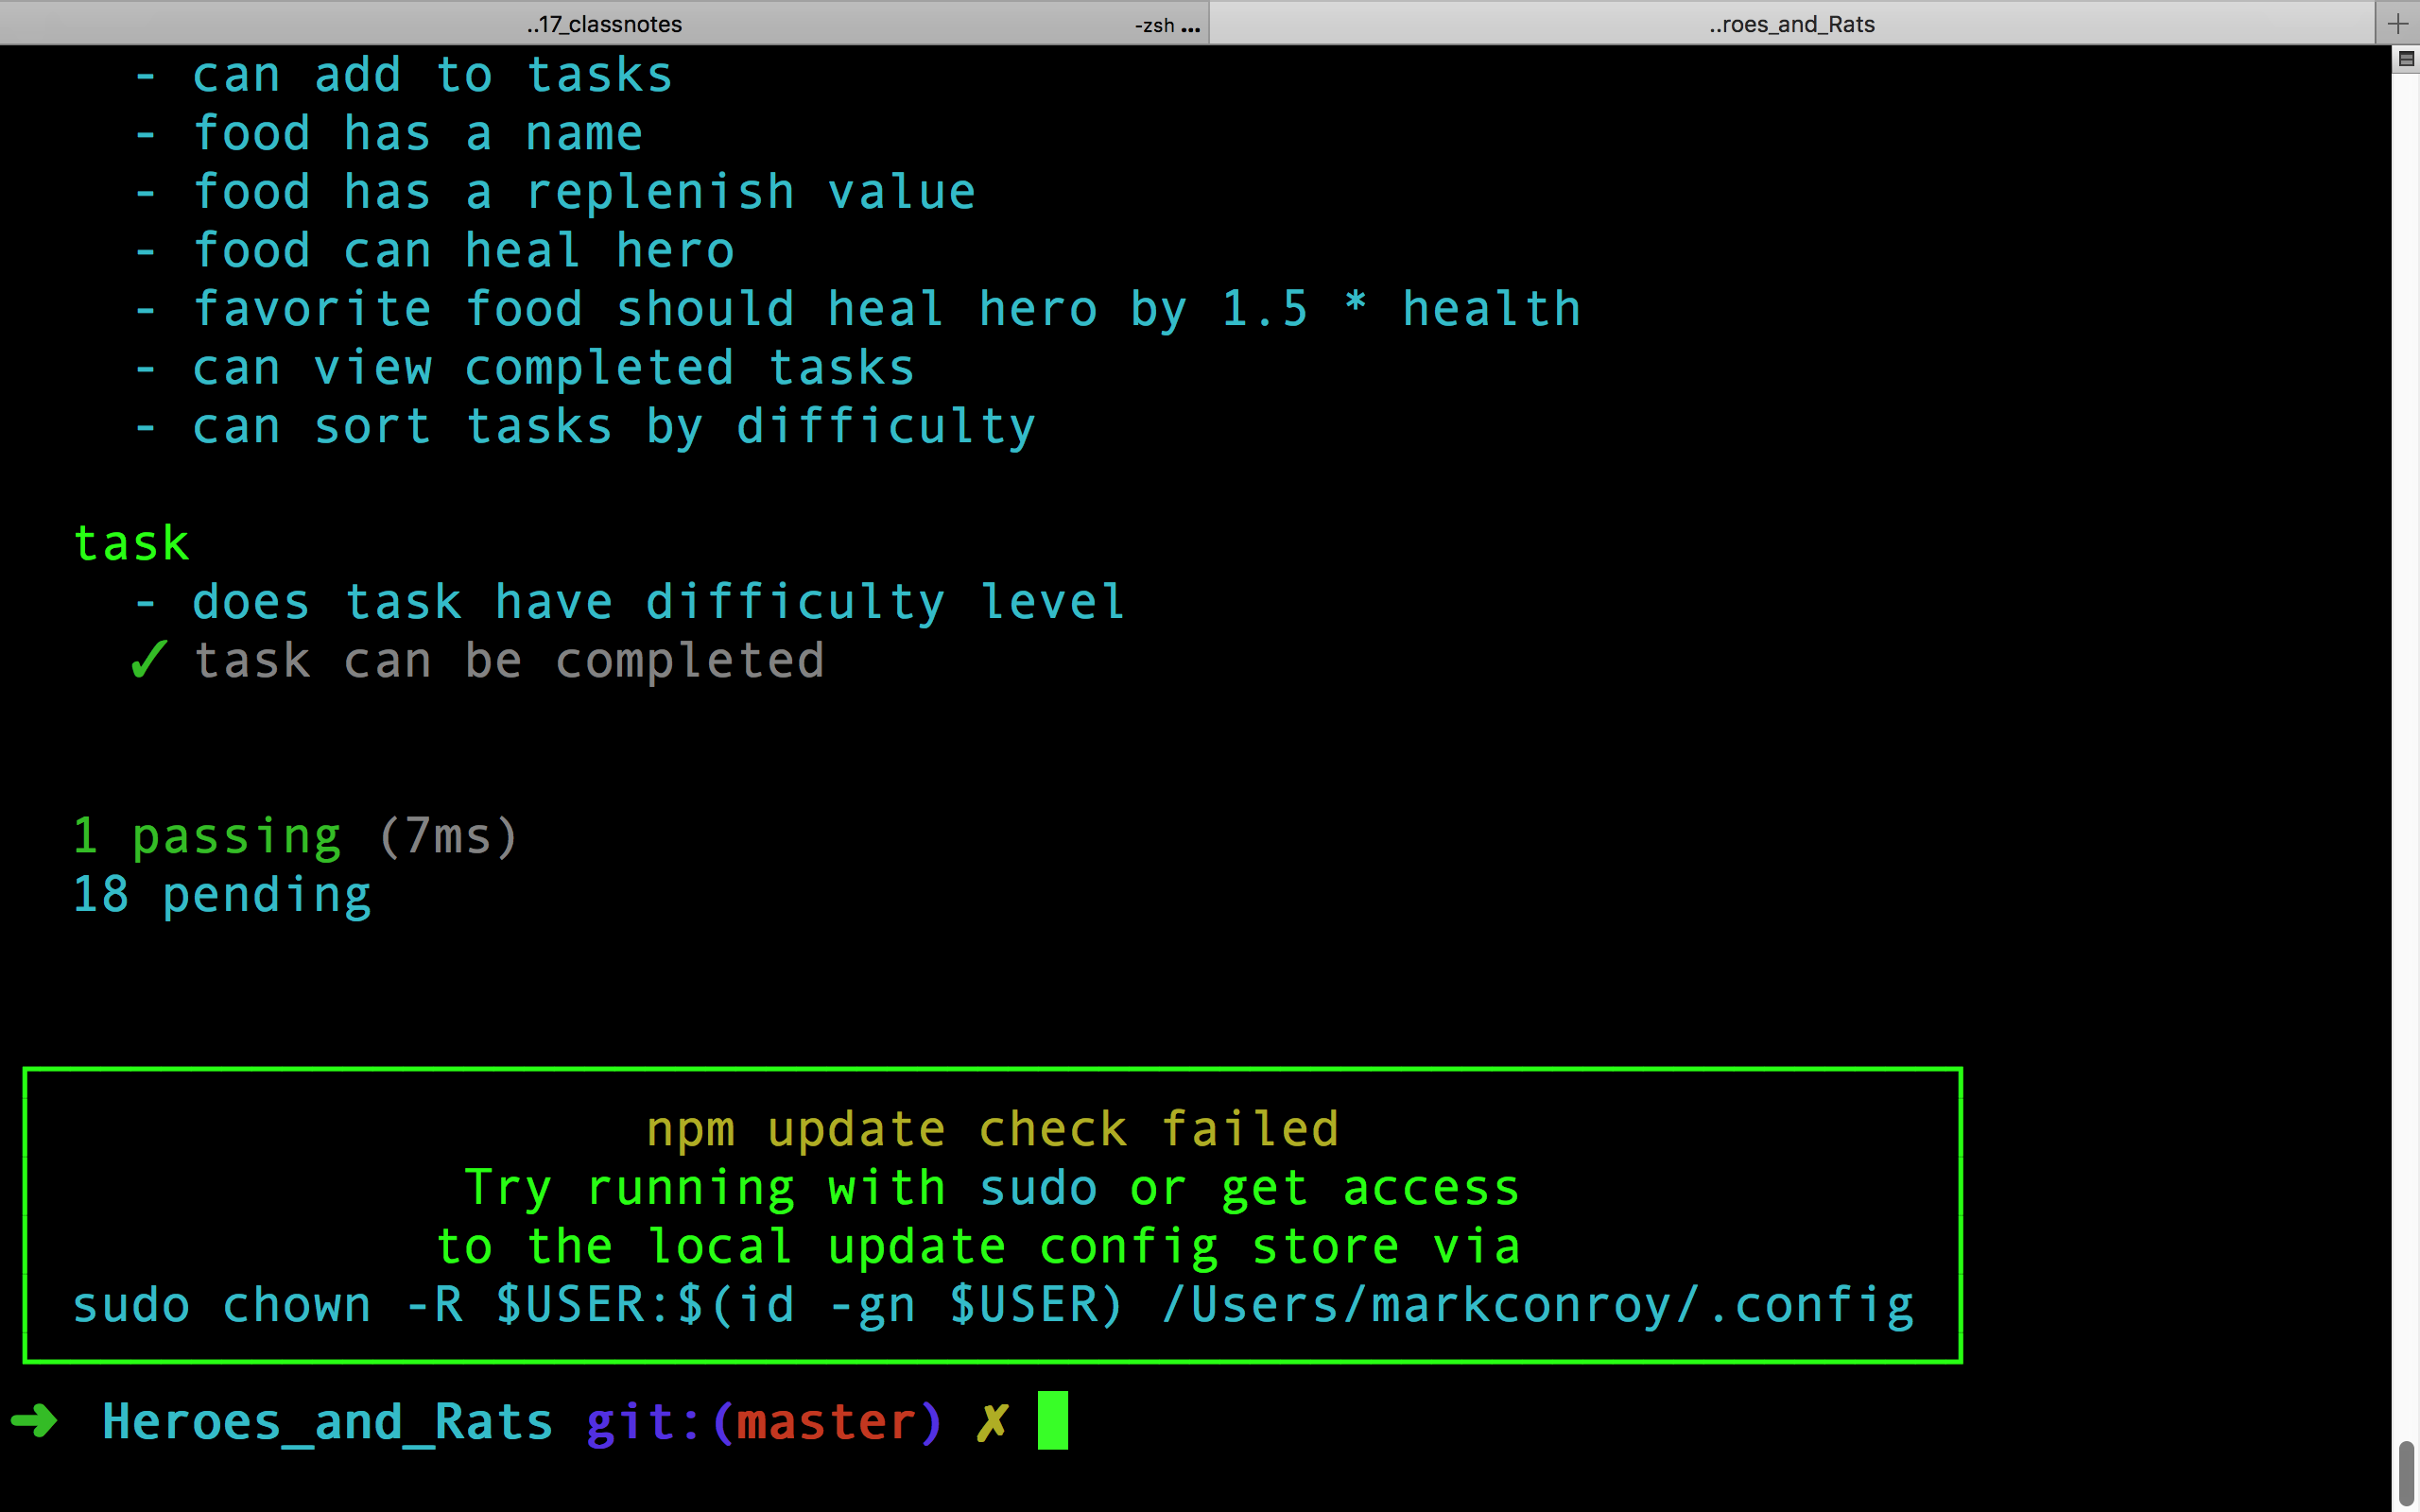 ..17_classnotes -zsh ... ..roes_and_Rats +
- can add to tasks
- food has a name
- food has a replenish value
- food can heal hero
- favorite food should heal hero by 1.5 * health
- can view completed tasks
- can sort tasks by difficulty
task
- does task have difficulty level
✓ task can be completed
1 passing (7ms)
18 pending
npm update check failed
Try running with sudo or get access
to the local update config store via
sudo chown -R $USER:$(id -gn $USER) /Users/markconroy/.config
➜ Heroes_and_Rats git:(master) ✗